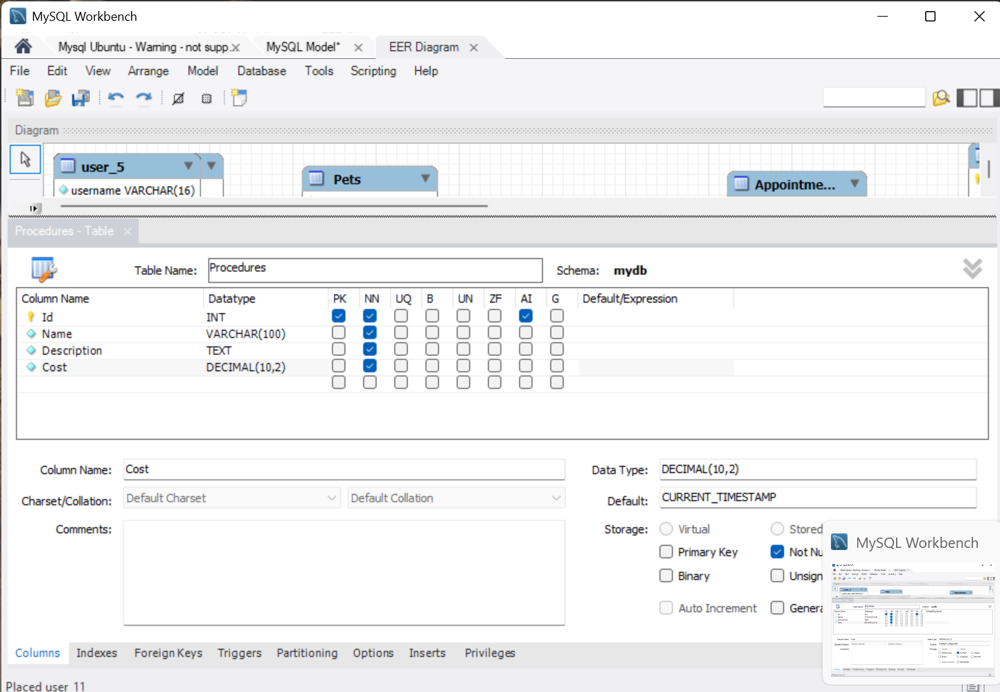 MySQL Workbench
Mysql Ubuntu - Warning - not supp.
MySQL Model*
EER Diagram
File Edit View Arrange Model Database Tools Scripting Help
Diagram
user_5
username VARCHAR(16)
Pets
Appointme...
Procedures - Table
Table Name: Procedures Schema: mydb
Column Name Datatype PK NN UQ B UN ZF AI G Default/Expression
Id INT
Name VARCHAR(100)
Description TEXT
Cost DECIMAL(10,2)
Column Name: Cost Data Type: DECIMAL(10,2)
Charset/Collation: Default Charset Default Collation Default: CURRENT_TIMESTAMP
Comments: Storage: Virtual Stored
MySQL Workbench
Primary Key Not Nu
Binary Unsign
Auto Increment Genera
Columns Indexes Foreign Keys Triggers Partitioning Options Inserts Privileges
Placed user_11